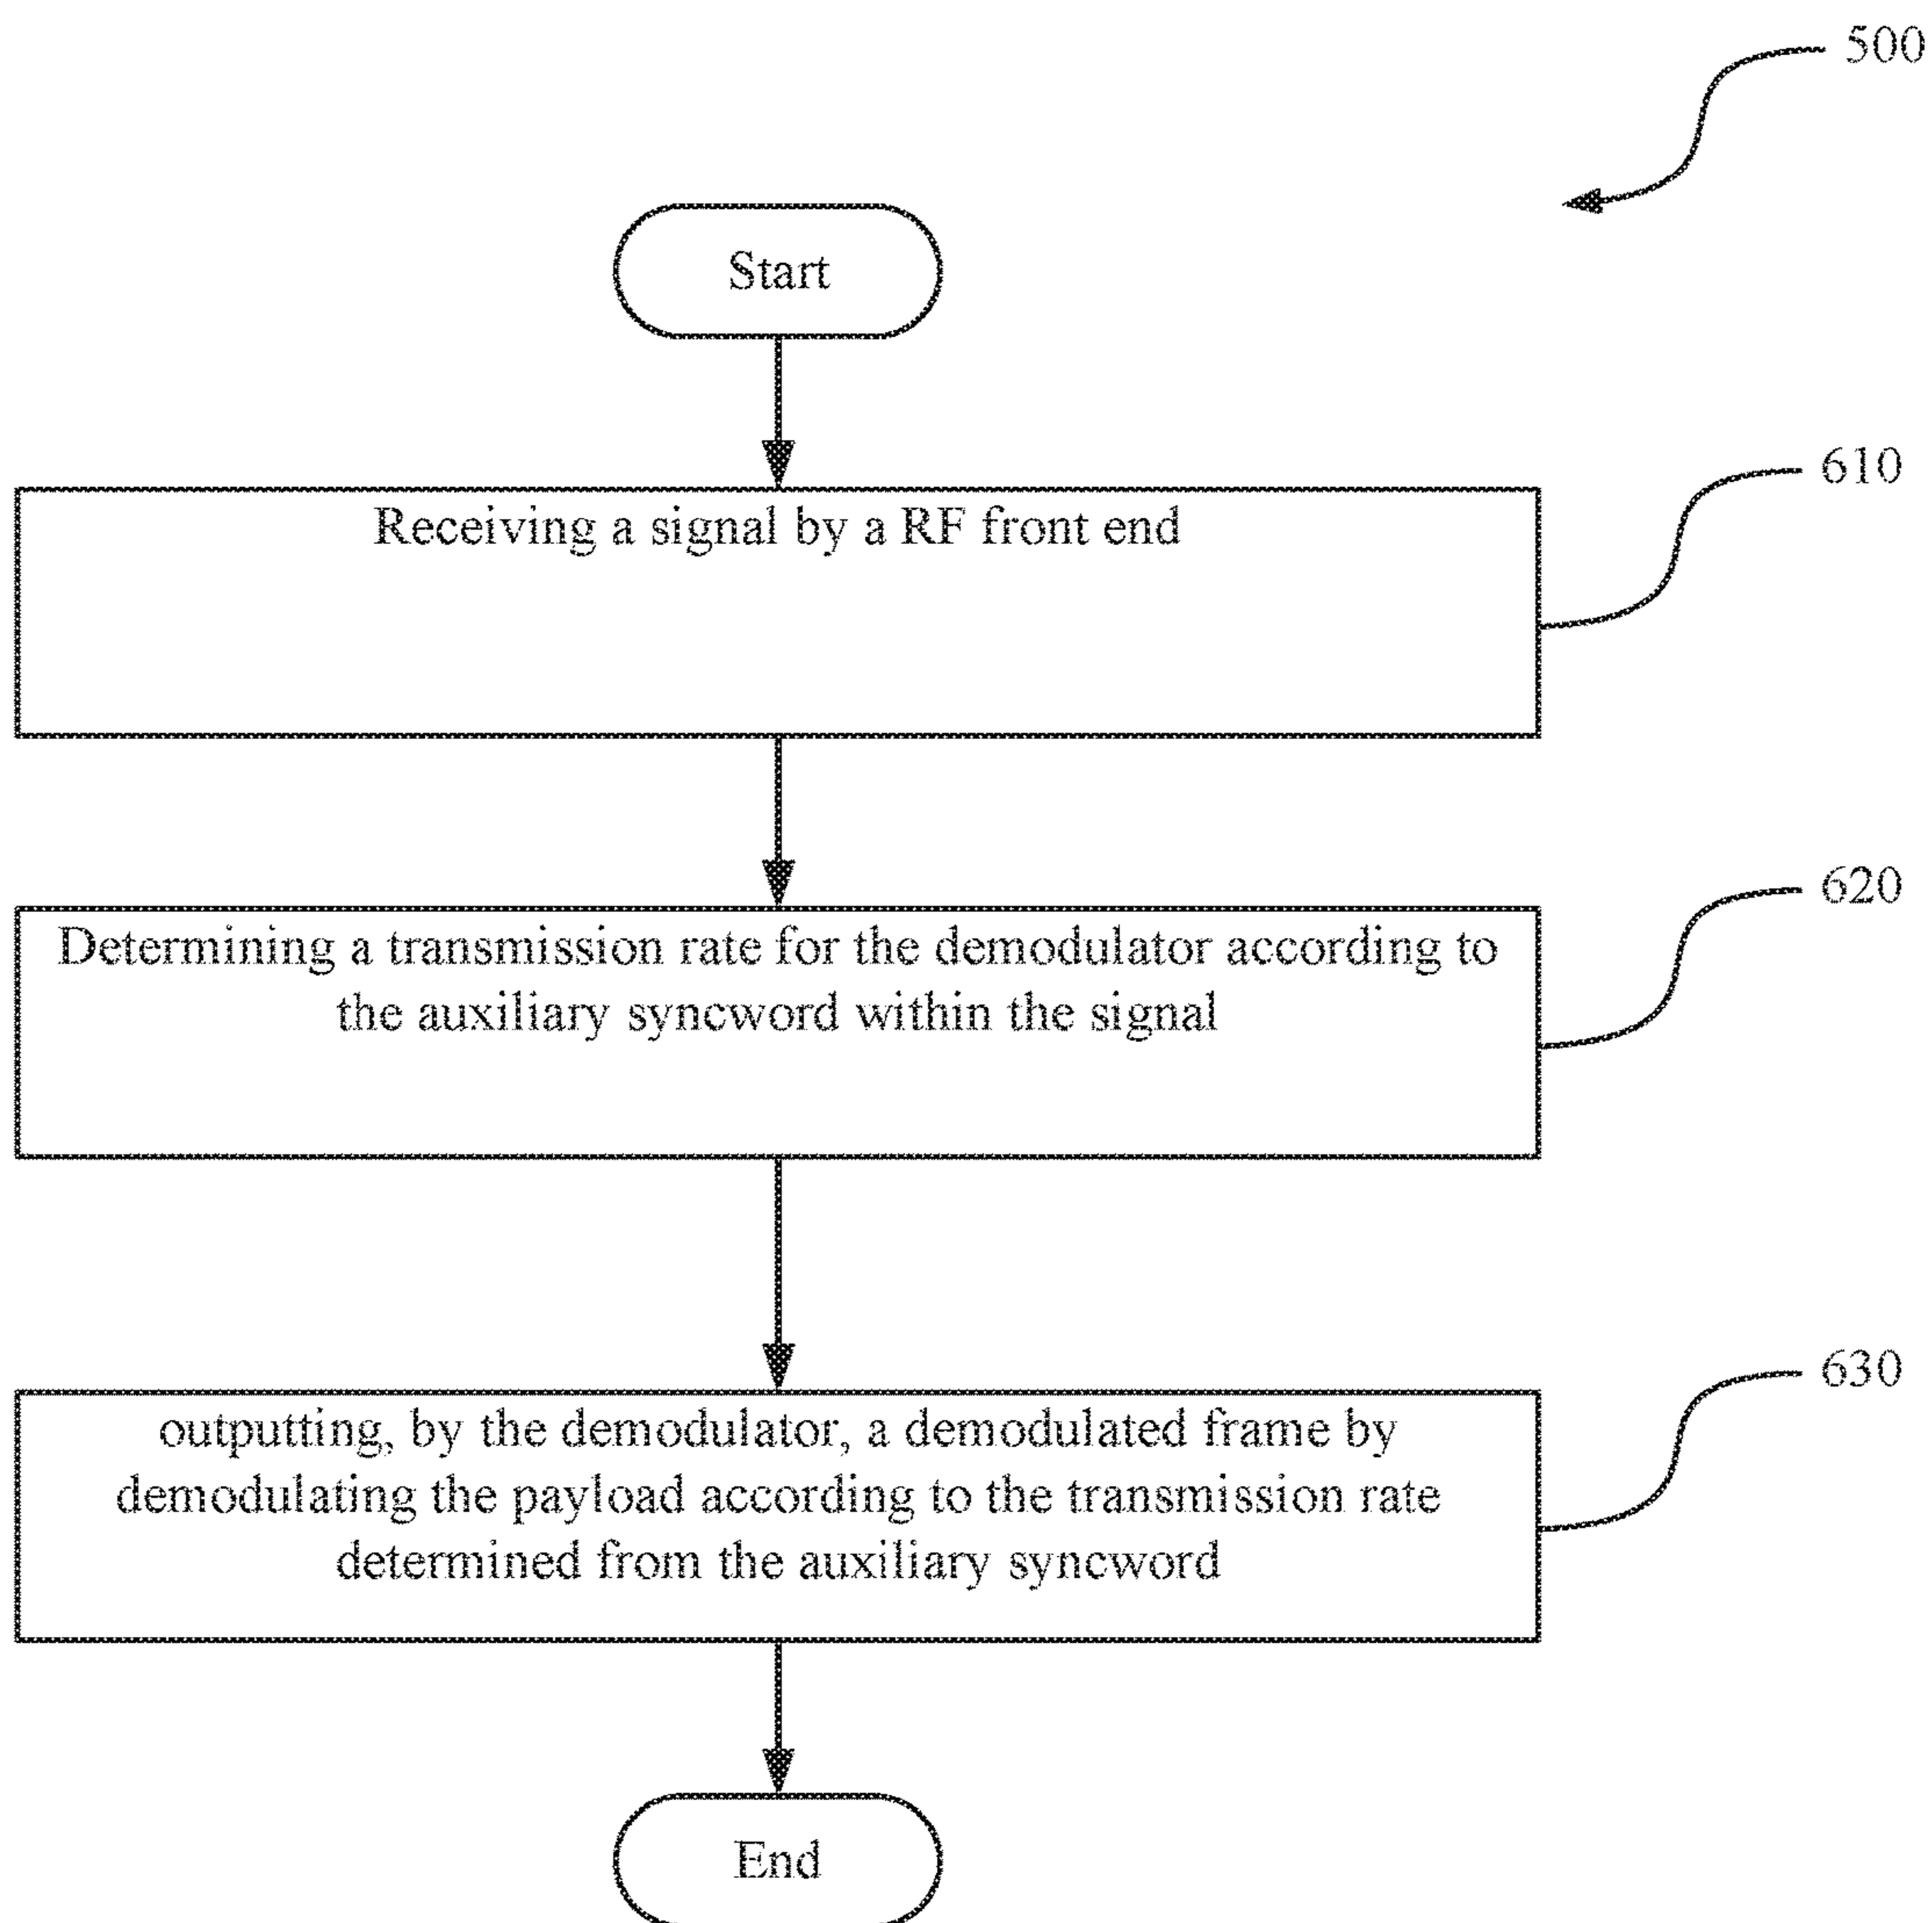 500
Start
610
Receiving a signal by a RF front end
620
Determining a transmission rate for the demodulator according to
the auxiliary syncword within the signal
630
outputting, by the demodulator, a demodulated frame by
demodulating the payload according to the transmission rate
determined from the auxiliary syncword
End